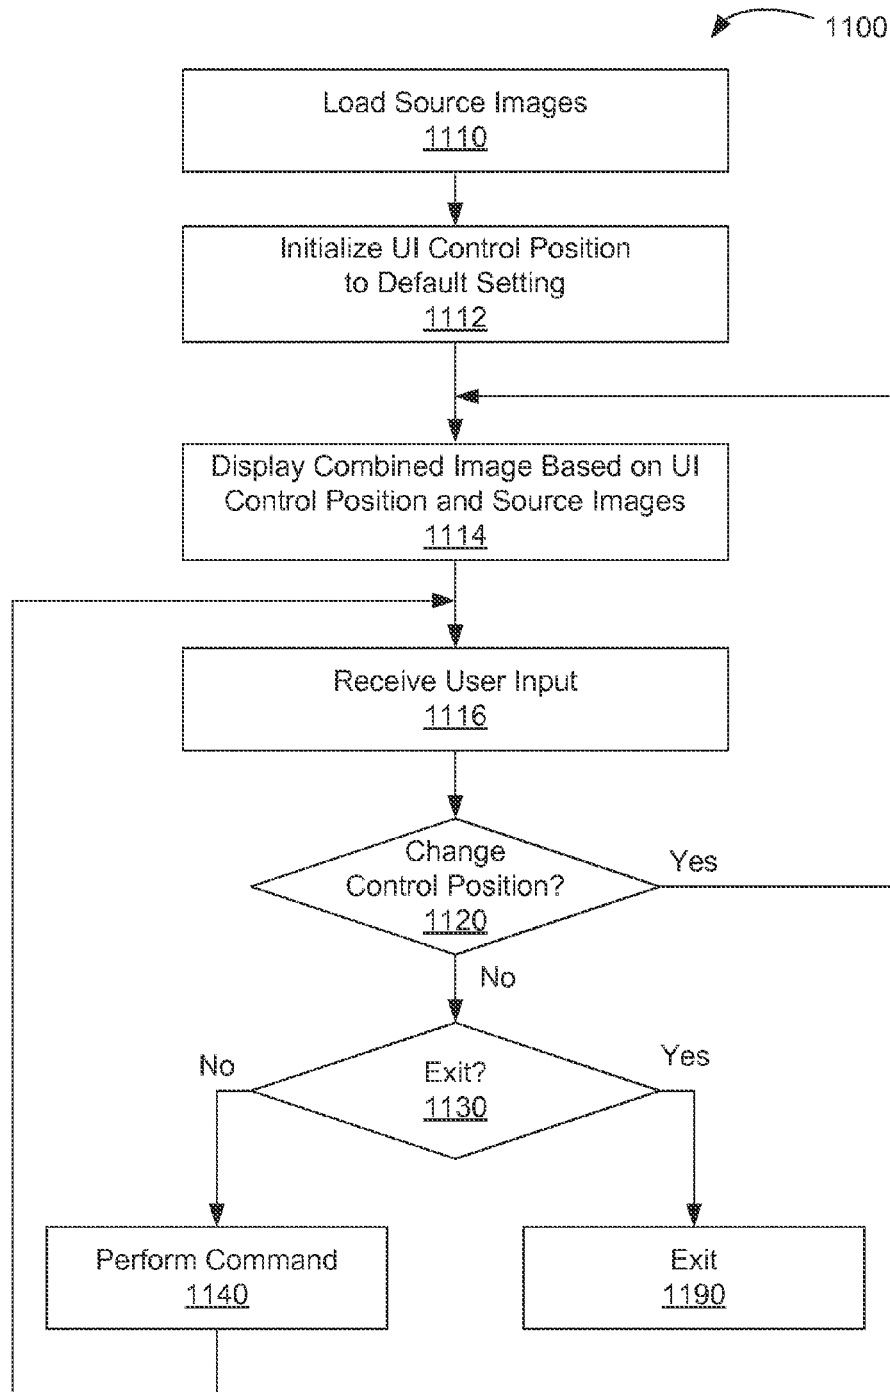 1100
Load Source Images
1110
Initialize UI Control Position
to Default Setting
1112
Display Combined Image Based on UI
Control Position and Source Images
1114
Receive User Input
1116
Change
Control Position?
1120
Yes
No
Exit?
1130
No
Yes
Perform Command
1140
Exit
1190